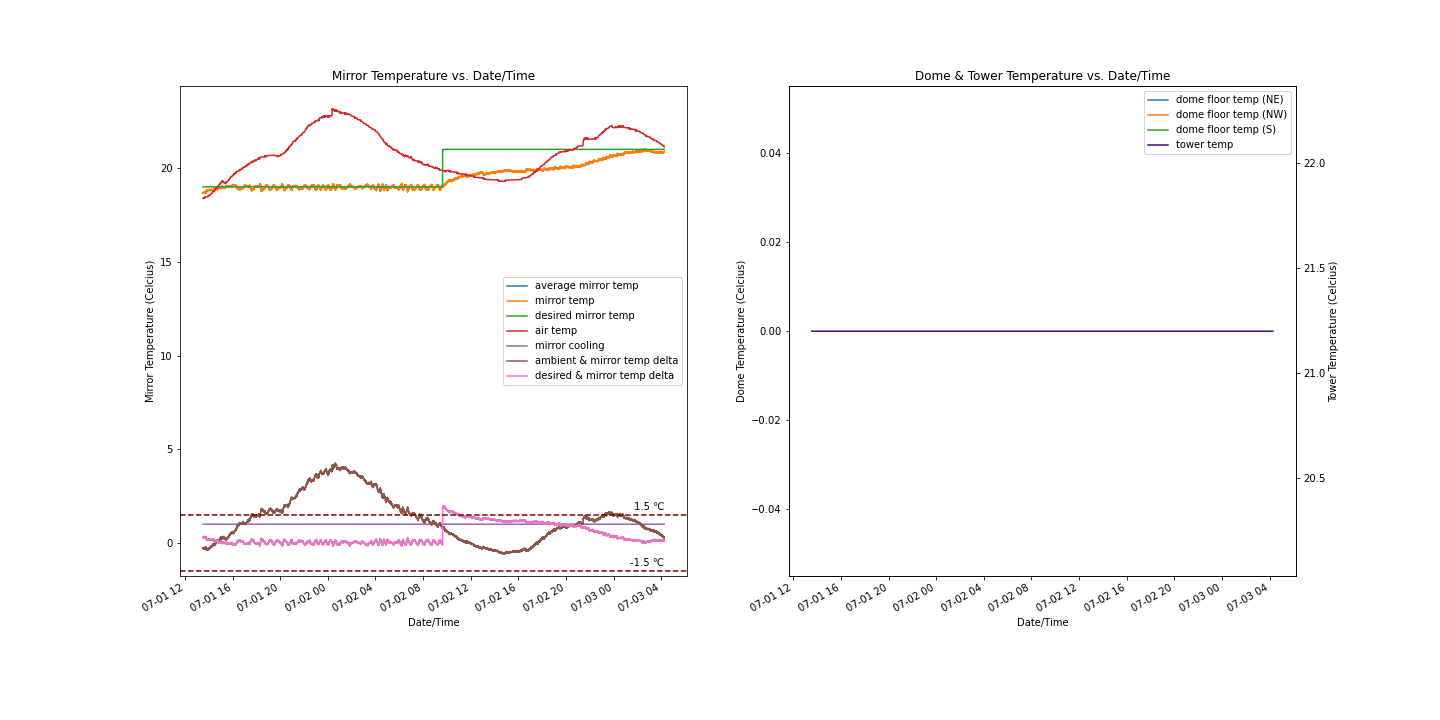 Mirror Temperature vs. Date/Time
Mirror Temperature (Celcius)
20
15
10
5
0
average mirror temp
mirror temp
desired mirror temp
air temp
mirror cooling
ambient & mirror temp delta
desired & mirror temp delta
1.5 °C
-1.5 °C
07-01 12
07-01 16
07-01 20
07-02 00
07-02 04
07-02 08
07-02 12
07-02 16
07-02 20
07-03 00
07-03 04
Date/Time
Dome & Tower Temperature vs. Date/Time
Dome Temperature (Celcius)
0.04
0.02
0.00
−0.02
−0.04
dome floor temp (NE)
dome floor temp (NW)
dome floor temp (S)
tower temp
22.0
21.5
21.0
20.5
Tower Temperature (Celcius)
07-01 12
07-01 16
07-01 20
07-02 00
07-02 04
07-02 08
07-02 12
07-02 16
07-02 20
07-03 00
07-03 04
Date/Time